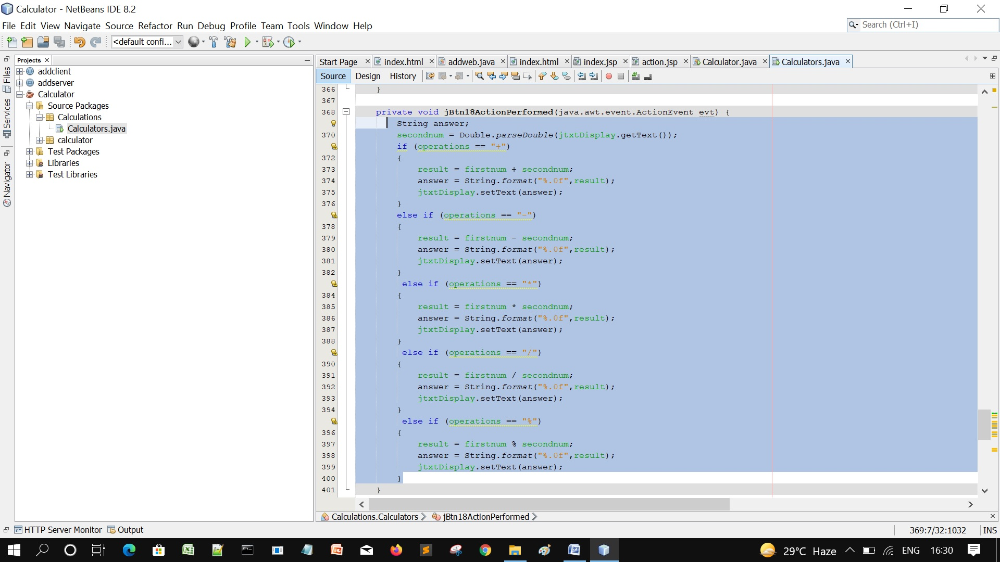 Calculator - NetBeans IDE 8.2
File Edit View Navigate Source Refactor Run Debug Profile Team Tools Window Help
Search (Ctrl+I)
<default confi...
Projects
Files
Services
Navigator
addclient
addserver
Calculator
Source Packages
Calculations
Calculators.java
calculator
Test Packages
Libraries
Test Libraries
Start Page index.html addweb.java index.html index.jsp action.jsp Calculator.java Calculators.java
Source Design History
366 }
367
368 private void jBtn18ActionPerformed(java.awt.event.ActionEvent evt) {
String answer;
370 secondnum = Double.parseDouble(jtxtDisplay.getText());
if (operations == "+")
372 {
373 result = firstnum + secondnum;
374 answer = String.format("%.0f",result);
375 jtxtDisplay.setText(answer);
376 }
else if (operations == "-")
378 {
379 result = firstnum - secondnum;
380 answer = String.format("%.0f",result);
381 jtxtDisplay.setText(answer);
382 }
else if (operations == "*")
384 {
385 result = firstnum * secondnum;
386 answer = String.format("%.0f",result);
387 jtxtDisplay.setText(answer);
388 }
else if (operations == "/")
390 {
391 result = firstnum / secondnum;
392 answer = String.format("%.0f",result);
393 jtxtDisplay.setText(answer);
394 }
else if (operations == "%")
396 {
397 result = firstnum % secondnum;
398 answer = String.format("%.0f",result);
399 jtxtDisplay.setText(answer);
400 }
401 }
Calculations.Calculators jBtn18ActionPerformed
HTTP Server Monitor Output
369:7/32:1032 INS
29°C Haze ENG 16:30